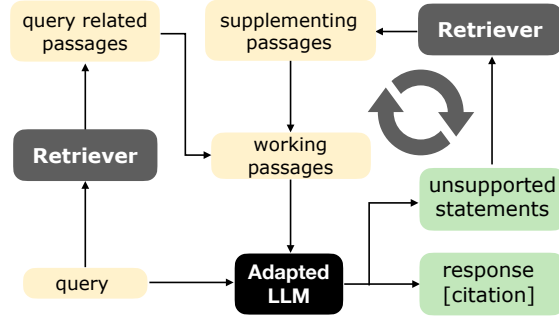 query related
passages
supplementing
passages
Retriever
Retriever
working
passages
unsupported
statements
query
Adapted
LLM
response
[citation]